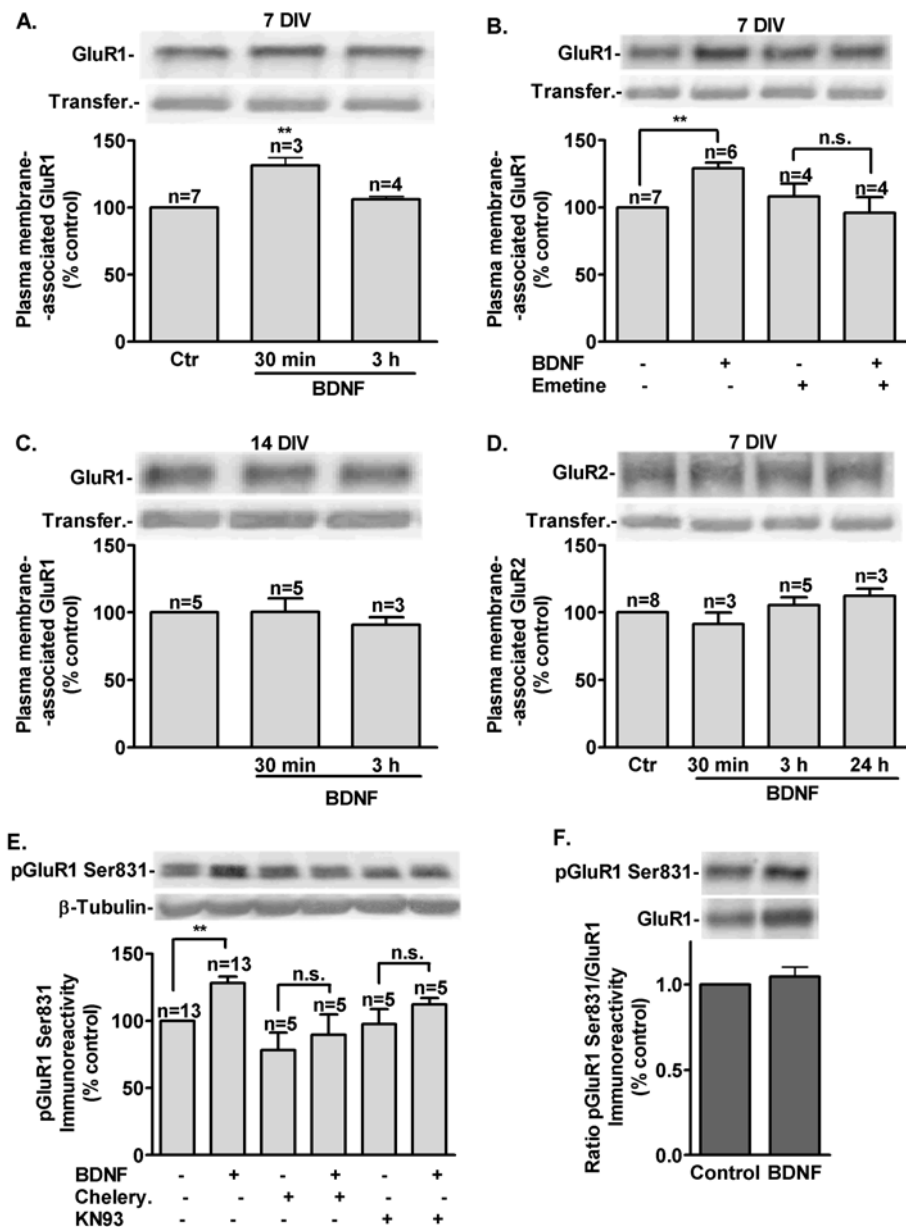 A.
7 DIV
GluR1-
Transfer.-
Plasma membrane-
-associated GluR1
(% control)
150
100
50
0
n=7
**
n=3
n=4
Ctr
30 min
3 h
BDNF
B.
7 DIV
GluR1-
Transfer.-
Plasma membrane-
-associated GluR1
(% control)
150
100
50
0
**
n.s.
n=7
n=6
n=4
n=4
BDNF - + - +
Emetine - - + +
C.
14 DIV
GluR1-
Transfer.-
Plasma membrane-
-associated GluR1
(% control)
150
100
50
0
n=5
n=5
n=3
30 min
3 h
BDNF
D.
7 DIV
GluR2-
Transfer.-
Plasma membrane-
-associated GluR2
(% control)
150
100
50
0
n=8
n=3
n=5
n=3
Ctr
30 min
3 h
24 h
BDNF
E.
pGluR1 Ser831-
β-Tubulin-
pGluR1 Ser831
Immunoreactivity
(% control)
150
100
50
0
**
n.s.
n.s.
n=13
n=13
n=5
n=5
n=5
n=5
BDNF - + - + - +
Chelery. - - + + - -
KN93 - - - - + +
F.
pGluR1 Ser831-
GluR1-
Ratio pGluR1 Ser831/GluR1
Immunoreactivity
(% control)
1.0
0.5
0.0
Control
BDNF